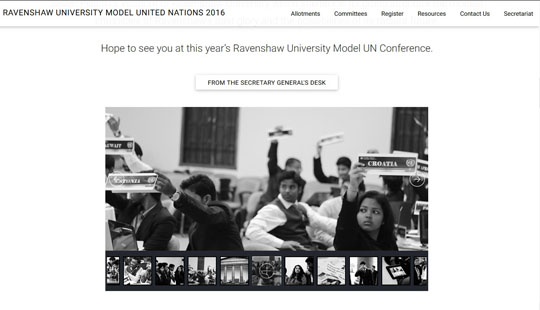 RAVENSHAW UNIVERSITY MODEL UNITED NATIONS 2016
Allotments Committees Register Resources Contact Us Secretariat
Hope to see you at this year's Ravenshaw University Model UN Conference.
FROM THE SECRETARY GENERAL'S DESK
CROATIA